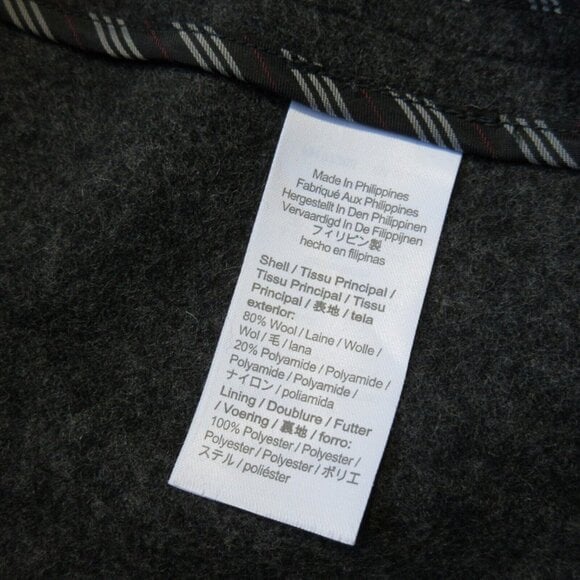 Made In Philippines
Fabriqué Aux Philippines
Hergestellt In Den Philippinen
Vervaardigd In De Filippijnen
フィリピン製
hecho en filipinas
Shell / Tissu Principal /
Tissu Principal / Tissu
Principal / 表地 / tela
exterior:
80% Wool / Laine / Wolle /
Wol / 毛 / lana
20% Polyamide / Polyamide /
Polyamide / Polyamide /
ナイロン / poliamida
Lining / Doublure / Futter
/ Voering / 裏地 / forro:
100% Polyester / Polyester /
Polyester / Polyester / ポリエ
ステル / poliéster